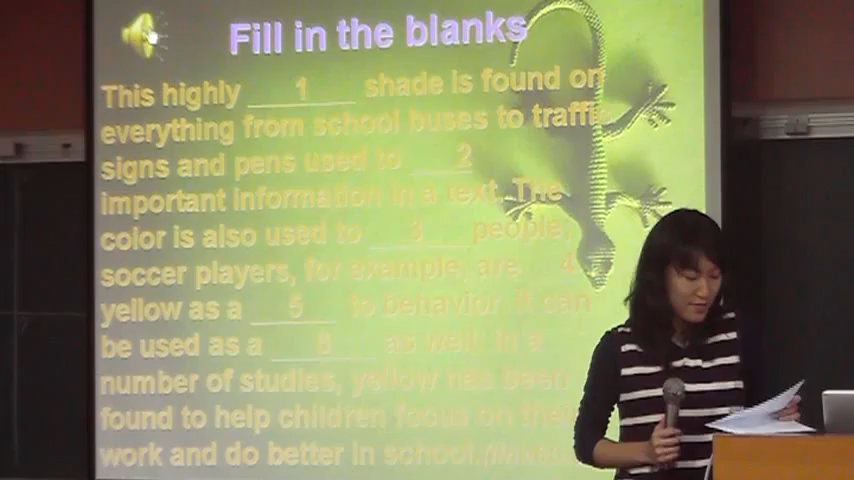 Fill in the blanks
This highly 1 shade is found on
everything from school buses to traffic
signs and pens used to 2
important information in a text. The
color is also used to 3 people;
soccer players, for example, are 4
yellow as a 5 to behavior. It can
be used as a 6 as well. In a
number of studies, yellow has been
found to help children focus on their
work and do better in school.